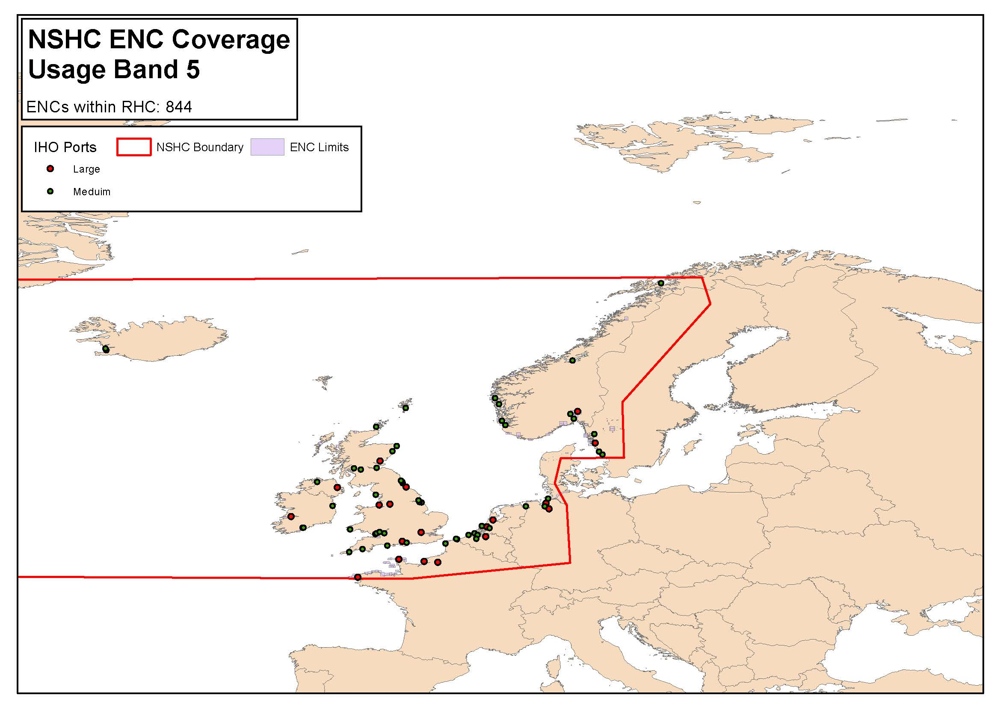 NSHC ENC Coverage
Usage Band 5
ENCs within RHC: 844
IHO Ports
NSHC Boundary
ENC Limits
Large
Meduim